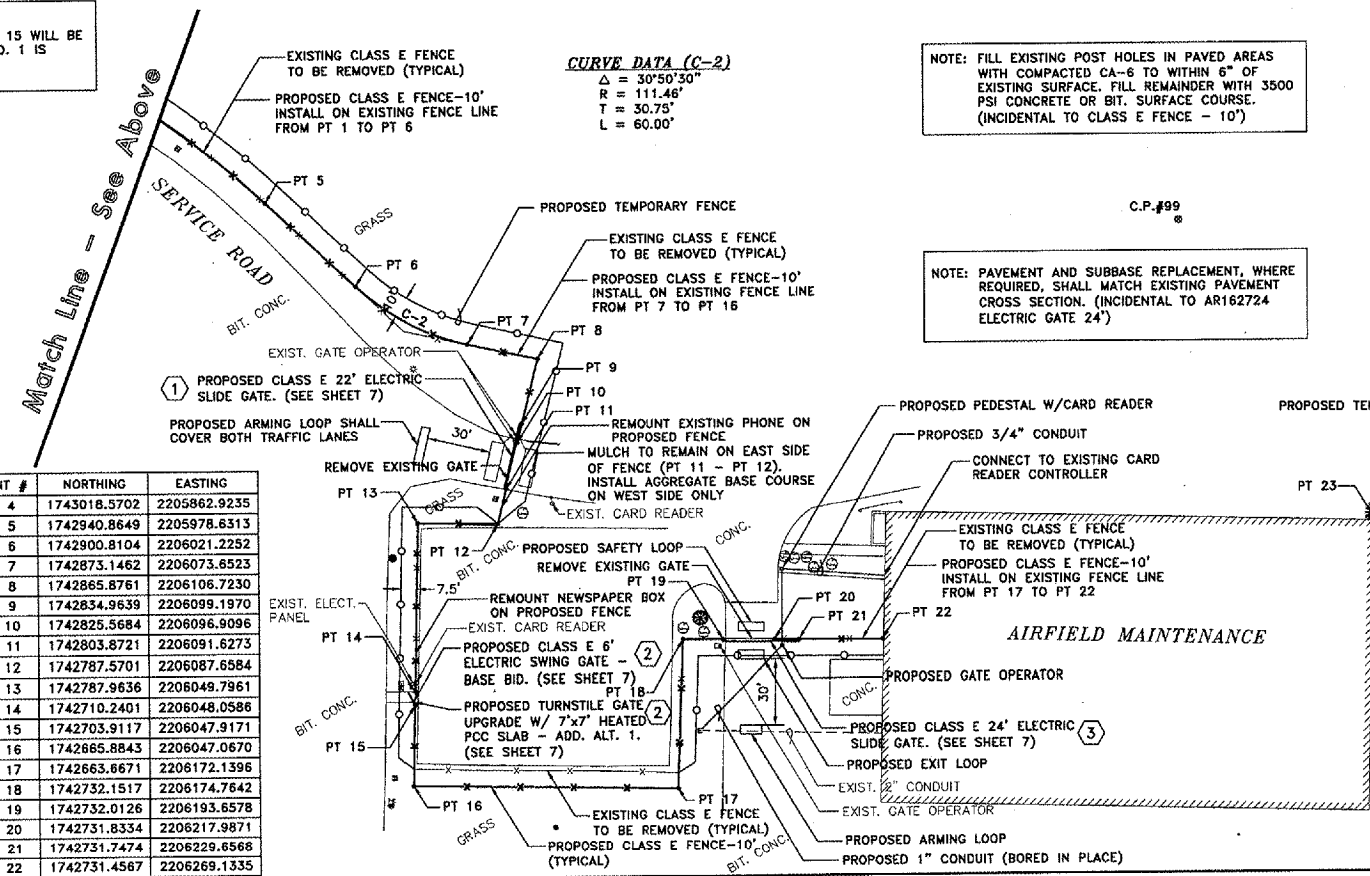 15 WILL BE
O. 1 IS
EXISTING CLASS E FENCE
TO BE REMOVED (TYPICAL)
PROPOSED CLASS E FENCE-10'
INSTALL ON EXISTING FENCE LINE
FROM PT 1 TO PT 6
CURVE DATA (C-2)
Δ = 30°50'30"
R = 111.46'
T = 30.75'
L = 60.00'
NOTE: FILL EXISTING POST HOLES IN PAVED AREAS
WITH COMPACTED CA-6 TO WITHIN 6" OF
EXISTING SURFACE. FILL REMAINDER WITH 3500
PSI CONCRETE OR BIT. SURFACE COURSE.
(INCIDENTAL TO CLASS E FENCE - 10')
C.P.#99
NOTE: PAVEMENT AND SUBBASE REPLACEMENT, WHERE
REQUIRED, SHALL MATCH EXISTING PAVEMENT
CROSS SECTION. (INCIDENTAL TO AR162724
ELECTRIC GATE 24')
Match Line - See Above
SERVICE ROAD
BIT. CONC.
PT 5
GRASS
PT 6
PROPOSED TEMPORARY FENCE
EXISTING CLASS E FENCE
TO BE REMOVED (TYPICAL)
PROPOSED CLASS E FENCE-10'
INSTALL ON EXISTING FENCE LINE
FROM PT 7 TO PT 16
C-2
PT 7
PT 8
PT 9
PT 10
PT 11
EXIST. GATE OPERATOR
1 PROPOSED CLASS E 22' ELECTRIC
SLIDE GATE. (SEE SHEET 7)
PROPOSED ARMING LOOP SHALL
COVER BOTH TRAFFIC LANES
30'
REMOVE EXISTING GATE
REMOUNT EXISTING PHONE ON
PROPOSED FENCE
MULCH TO REMAIN ON EAST SIDE
OF FENCE (PT 11 - PT 12).
INSTALL AGGREGATE BASE COURSE
ON WEST SIDE ONLY
EXIST. CARD READER
PT 13
GRASS
PT 12
BIT. CONC.
CONC.
PROPOSED PEDESTAL W/CARD READER
PROPOSED 3/4" CONDUIT
CONNECT TO EXISTING CARD
READER CONTROLLER
PROPOSED TE
PT 23
EXISTING CLASS E FENCE
TO BE REMOVED (TYPICAL)
PROPOSED CLASS E FENCE-10'
INSTALL ON EXISTING FENCE LINE
FROM PT 17 TO PT 22
PROPOSED SAFETY LOOP
REMOVE EXISTING GATE
PT 19
PT 20
PT 21
PT 22
AIRFIELD MAINTENANCE
7.5'
REMOUNT NEWSPAPER BOX
ON PROPOSED FENCE
EXIST. CARD READER
EXIST. ELECT.
PANEL
PT 14
PROPOSED CLASS E 6'
ELECTRIC SWING GATE - 2
BASE BID. (SEE SHEET 7)
PT 18
PROPOSED TURNSTILE GATE
UPGRADE W/ 7'x7' HEATED 2
PCC SLAB - ADD. ALT. 1.
(SEE SHEET 7)
BIT. CONC.
PT 15
30'
CONC.
PROPOSED GATE OPERATOR
PROPOSED CLASS E 24' ELECTRIC
SLIDE GATE. (SEE SHEET 7) 3
PROPOSED EXIT LOOP
EXIST. 2" CONDUIT
EXIST. GATE OPERATOR
PROPOSED ARMING LOOP
PROPOSED 1" CONDUIT (BORED IN PLACE)
PT 16
PT 17
GRASS
EXISTING CLASS E FENCE
TO BE REMOVED (TYPICAL)
PROPOSED CLASS E FENCE-10'
(TYPICAL)
BIT. CONC.
NT # NORTHING EASTING
4 1743018.5702 2205862.9235
5 1742940.8649 2205978.6313
6 1742900.8104 2206021.2252
7 1742873.1462 2206073.6523
8 1742865.8761 2206106.7230
9 1742834.9639 2206099.1970
10 1742825.5684 2206096.9096
11 1742803.8721 2206091.6273
12 1742787.5701 2206087.6584
13 1742787.9636 2206049.7961
14 1742710.2401 2206048.0586
15 1742703.9117 2206047.9171
16 1742665.8843 2206047.0670
17 1742663.6671 2206172.1396
18 1742732.1517 2206174.7642
19 1742732.0126 2206193.6578
20 1742731.8334 2206217.9871
21 1742731.7474 2206229.6568
22 1742731.4567 2206269.1335